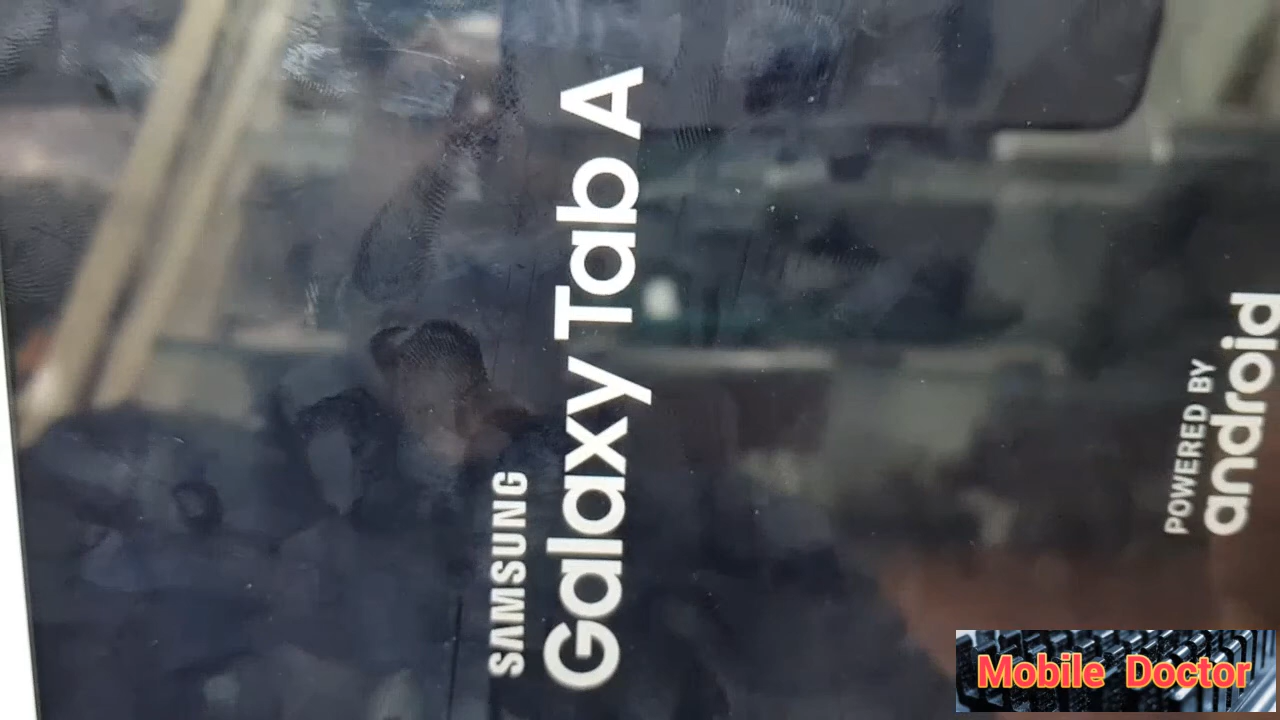 SAMSUNG
Galaxy Tab A
POWERED BY
android
Mobile Doctor